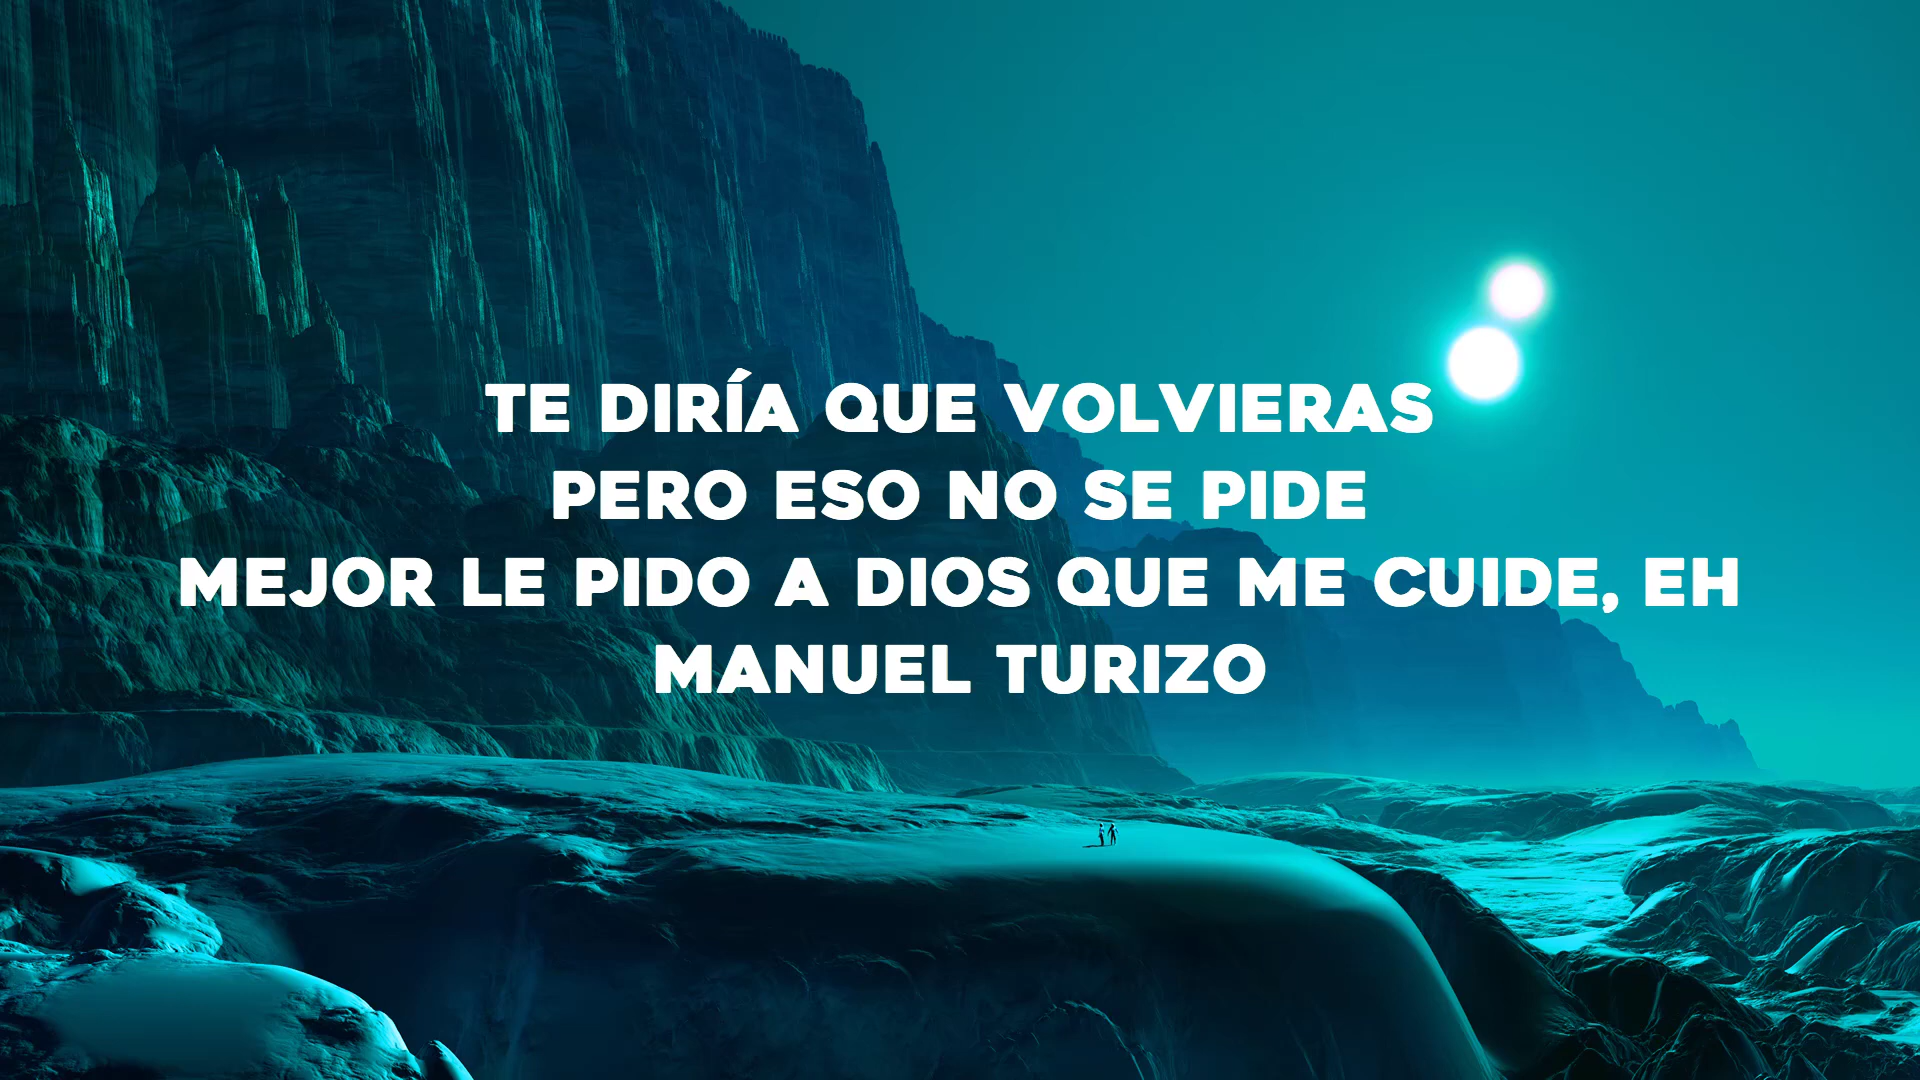 TE DIRÍA QUE VOLVIERAS
PERO ESO NO SE PIDE
MEJOR LE PIDO A DIOS QUE ME CUIDE, EH
MANUEL TURIZO